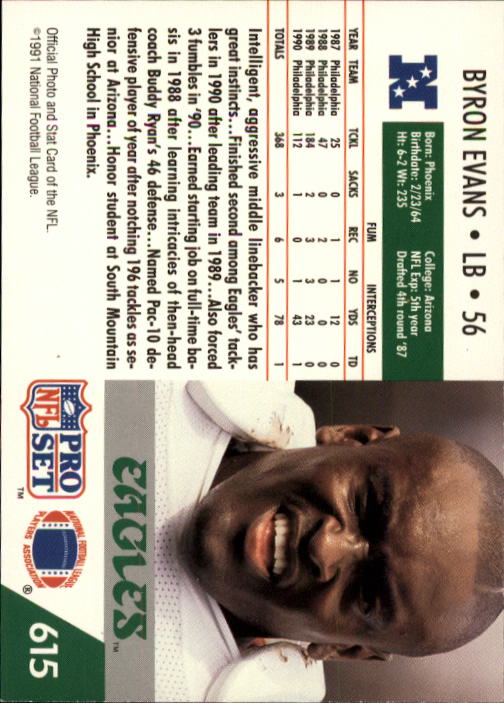 BYRON EVANS • LB • 56
Born: Phoenix
Birthdate: 2/23/64
Ht: 6-2 Wt: 235
College: Arizona
NFL Exp: 5th year
Drafted 4th round '87
N
FUM INTERCEPTIONS
YEAR TEAM TCKL SACKS REC NO YDS TD
1987 Philadelphia 25 0 1 1 12 0
1988 Philadelphia 47 0 2 0 0 0
1989 Philadelphia 184 2 3 3 23 0
1990 Philadelphia 112 1 0 1 43 1
TOTALS 368 3 6 5 78 1
Intelligent, aggressive middle linebacker who has
great instincts...Finished second among Eagles' tack-
lers in 1990 after leading team in 1989...Also forced
3 fumbles in '90...Earned starting job on full-time ba-
sis in 1988 after learning intricacies of then-head
coach Buddy Ryan's 46 defense...Named Pac-10 de-
fensive player of year after notching 196 tackles as se-
nior at Arizona...Honor student at South Mountain
High School in Phoenix.
Official Photo and Stat Card of the NFL.
©1991 National Football League.
EAGLES™
NFL
PRO
SET™
NATIONAL FOOTBALL LEAGUE
PLAYERS ASSOCIATION®
615